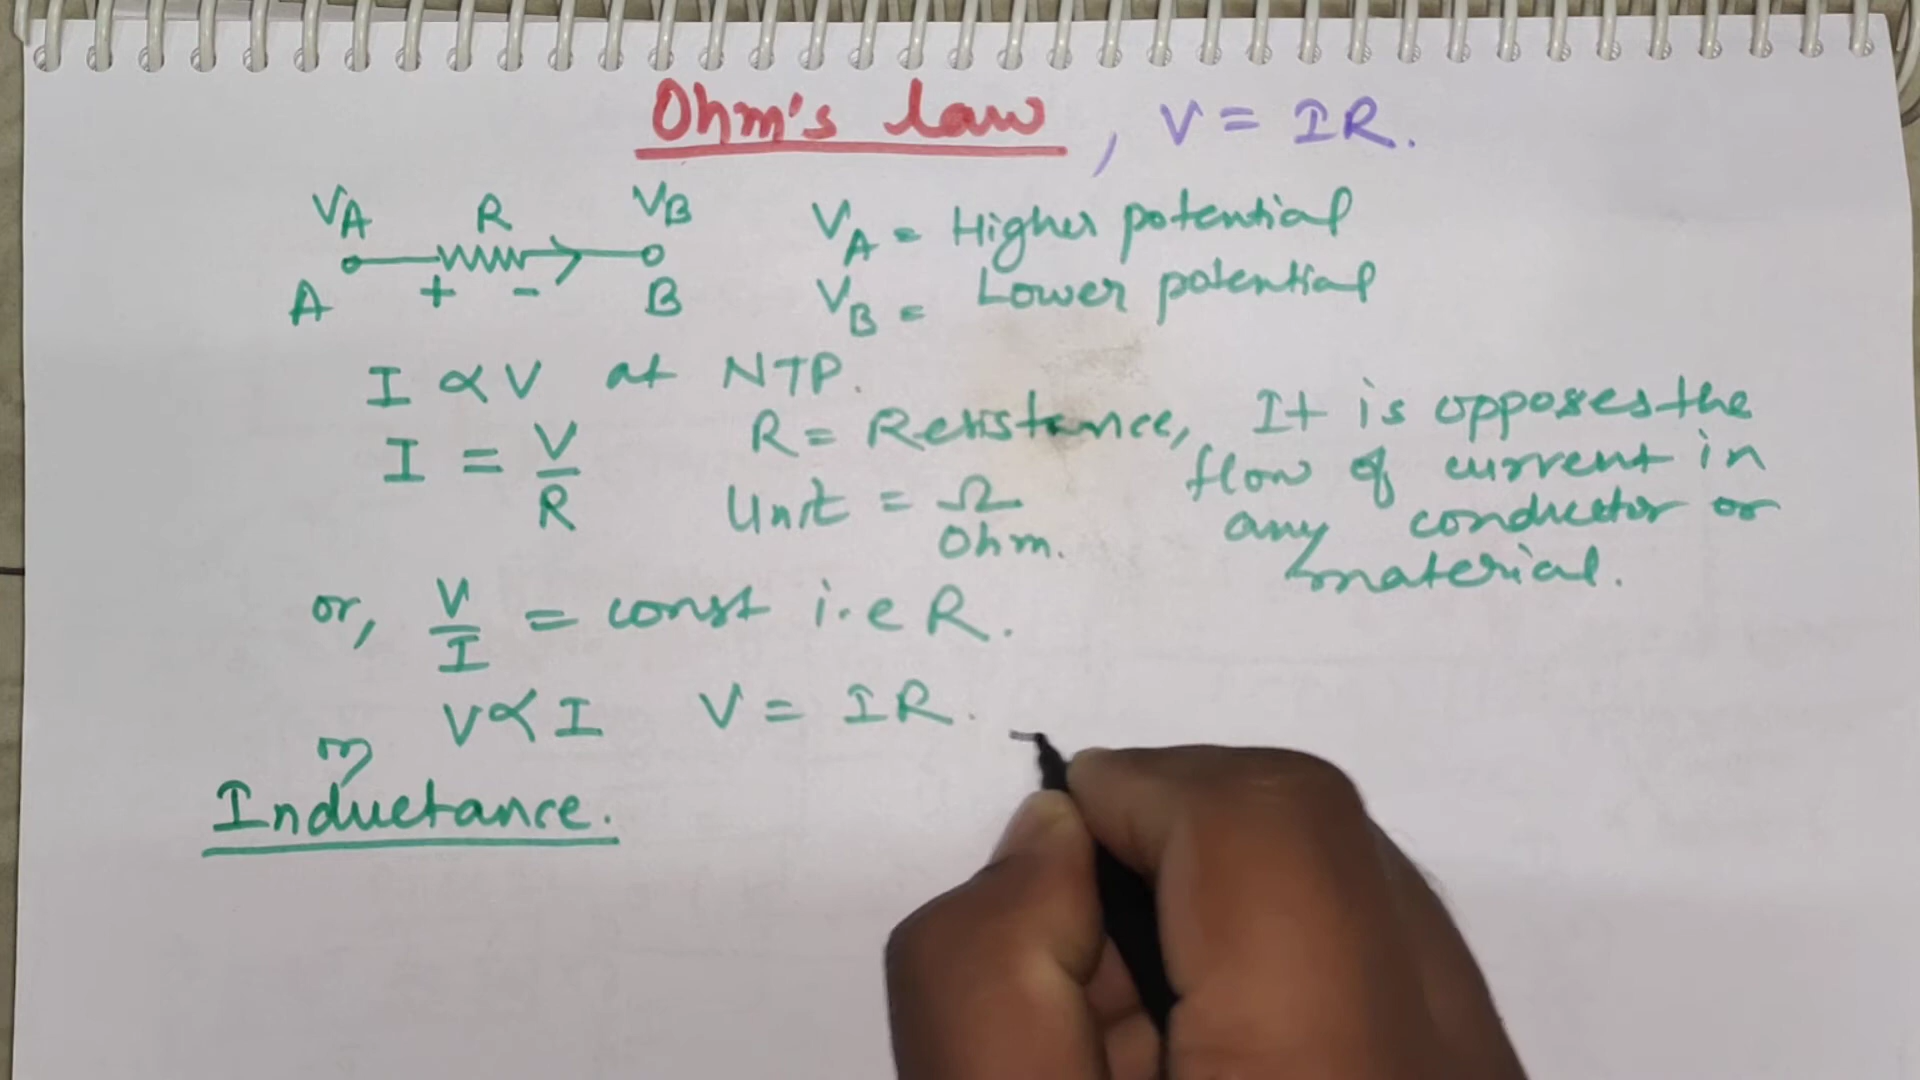 Ohm's law, V = IR.
VA R VB
A + - B
VA = Higher potential
VB = Lower potential
I ∝ V at NTP.
I = V/R
R = Resistance, It is opposes the
flow of current in
any conductor or
material.
Unit = Ω
Ohm.
or, V/I = const i.e R.
or V ∝ I V = IR.
Inductance.